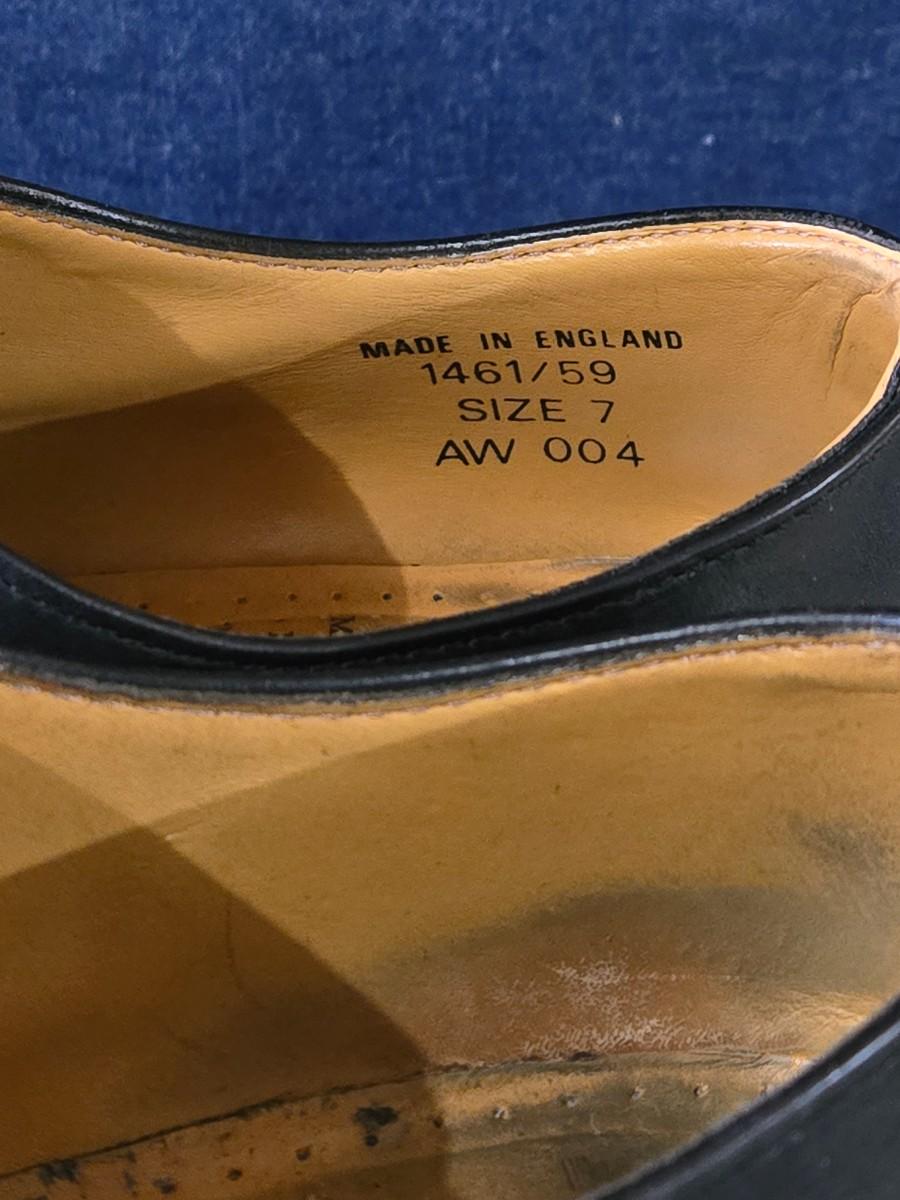 MADE IN ENGLAND
1461/59
SIZE 7
AW 004